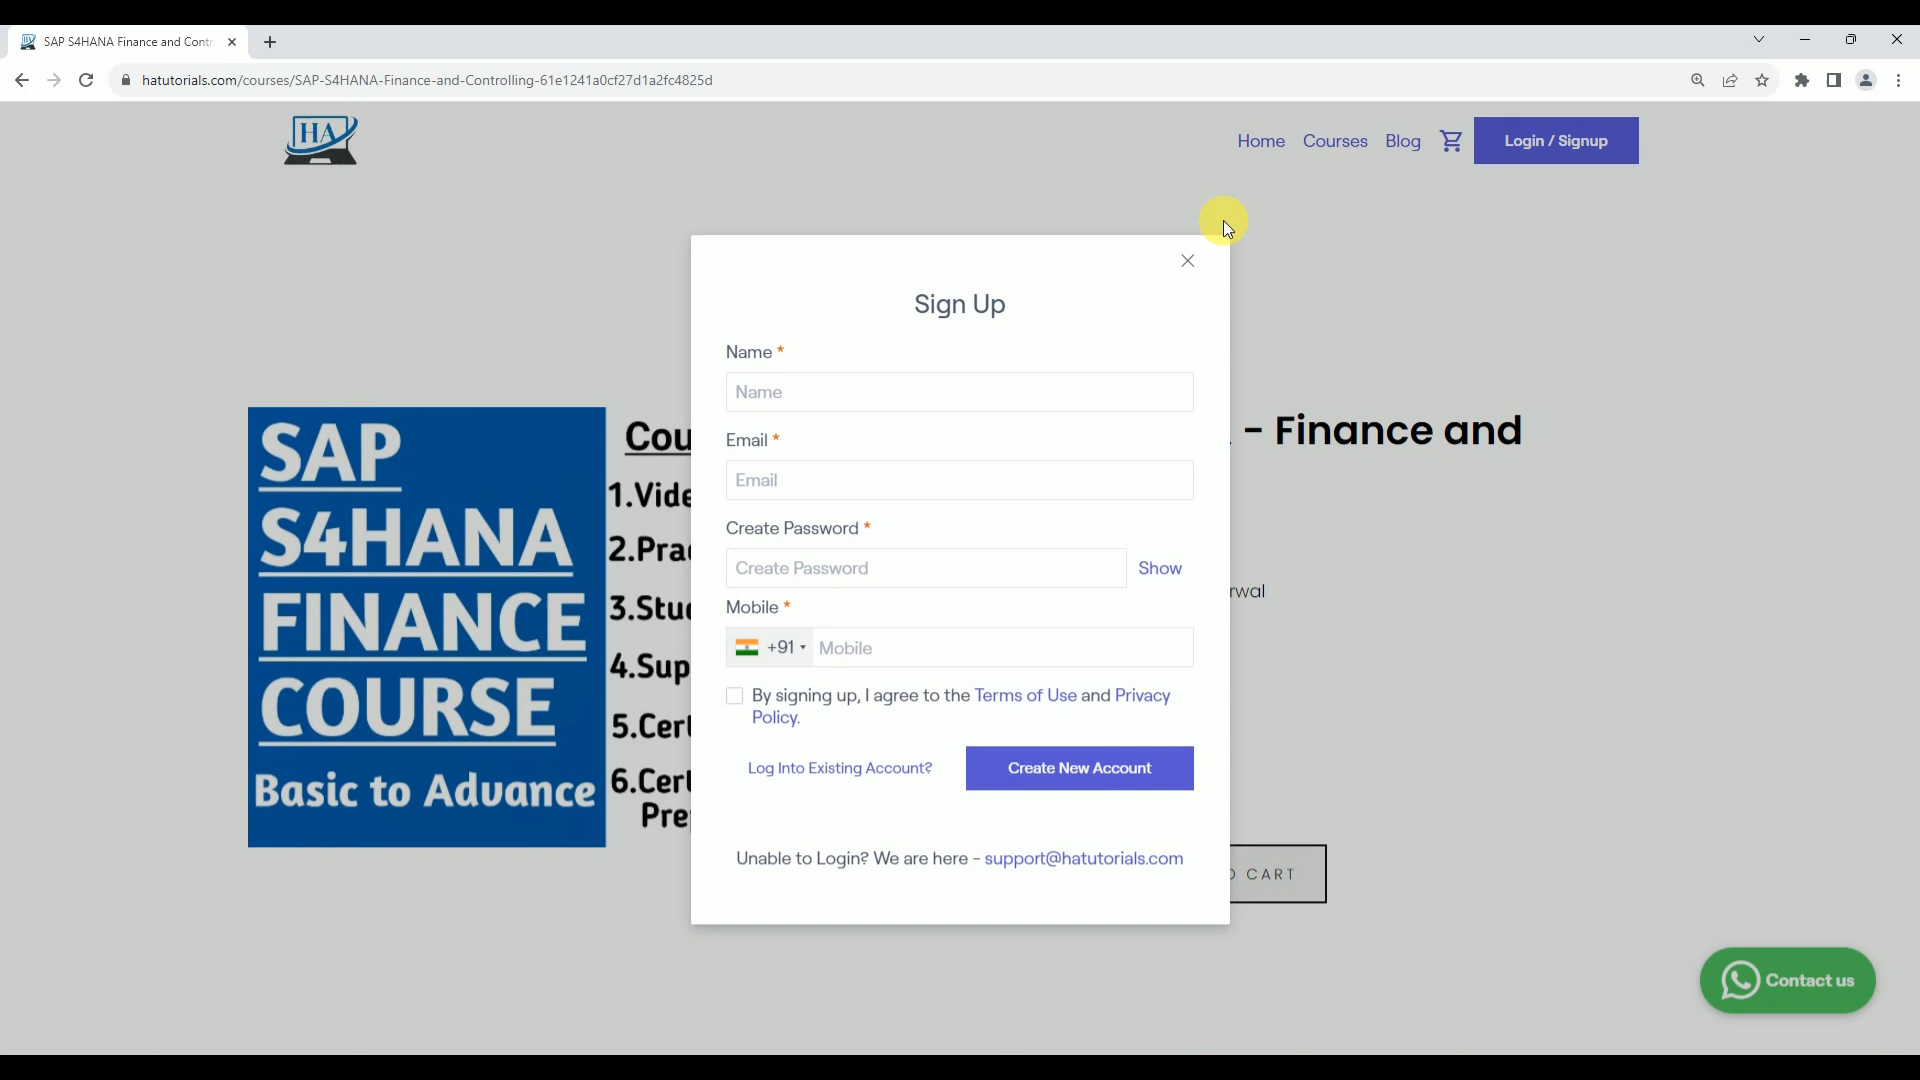 SAP S4HANA Finance and Contr
hatutorials.com/courses/SAP-S4HANA-Finance-and-Controlling-61e1241a0cf27d1a2fc4825d
HA
Home Courses Blog Login / Signup
Sign Up
Name *
Name
Email *
Email
Create Password *
Create Password Show
Mobile *
+91 Mobile
By signing up, I agree to the Terms of Use and Privacy
Policy.
Log Into Existing Account? Create New Account
Unable to Login? We are here - support@hatutorials.com
SAP
S4HANA
FINANCE
COURSE
Basic to Advance
Cou
1.Vide
2.Prac
3.Stu
4.Sup
5.Cert
6.Cert
Pre
- Finance and
rwal
CART
Contact us